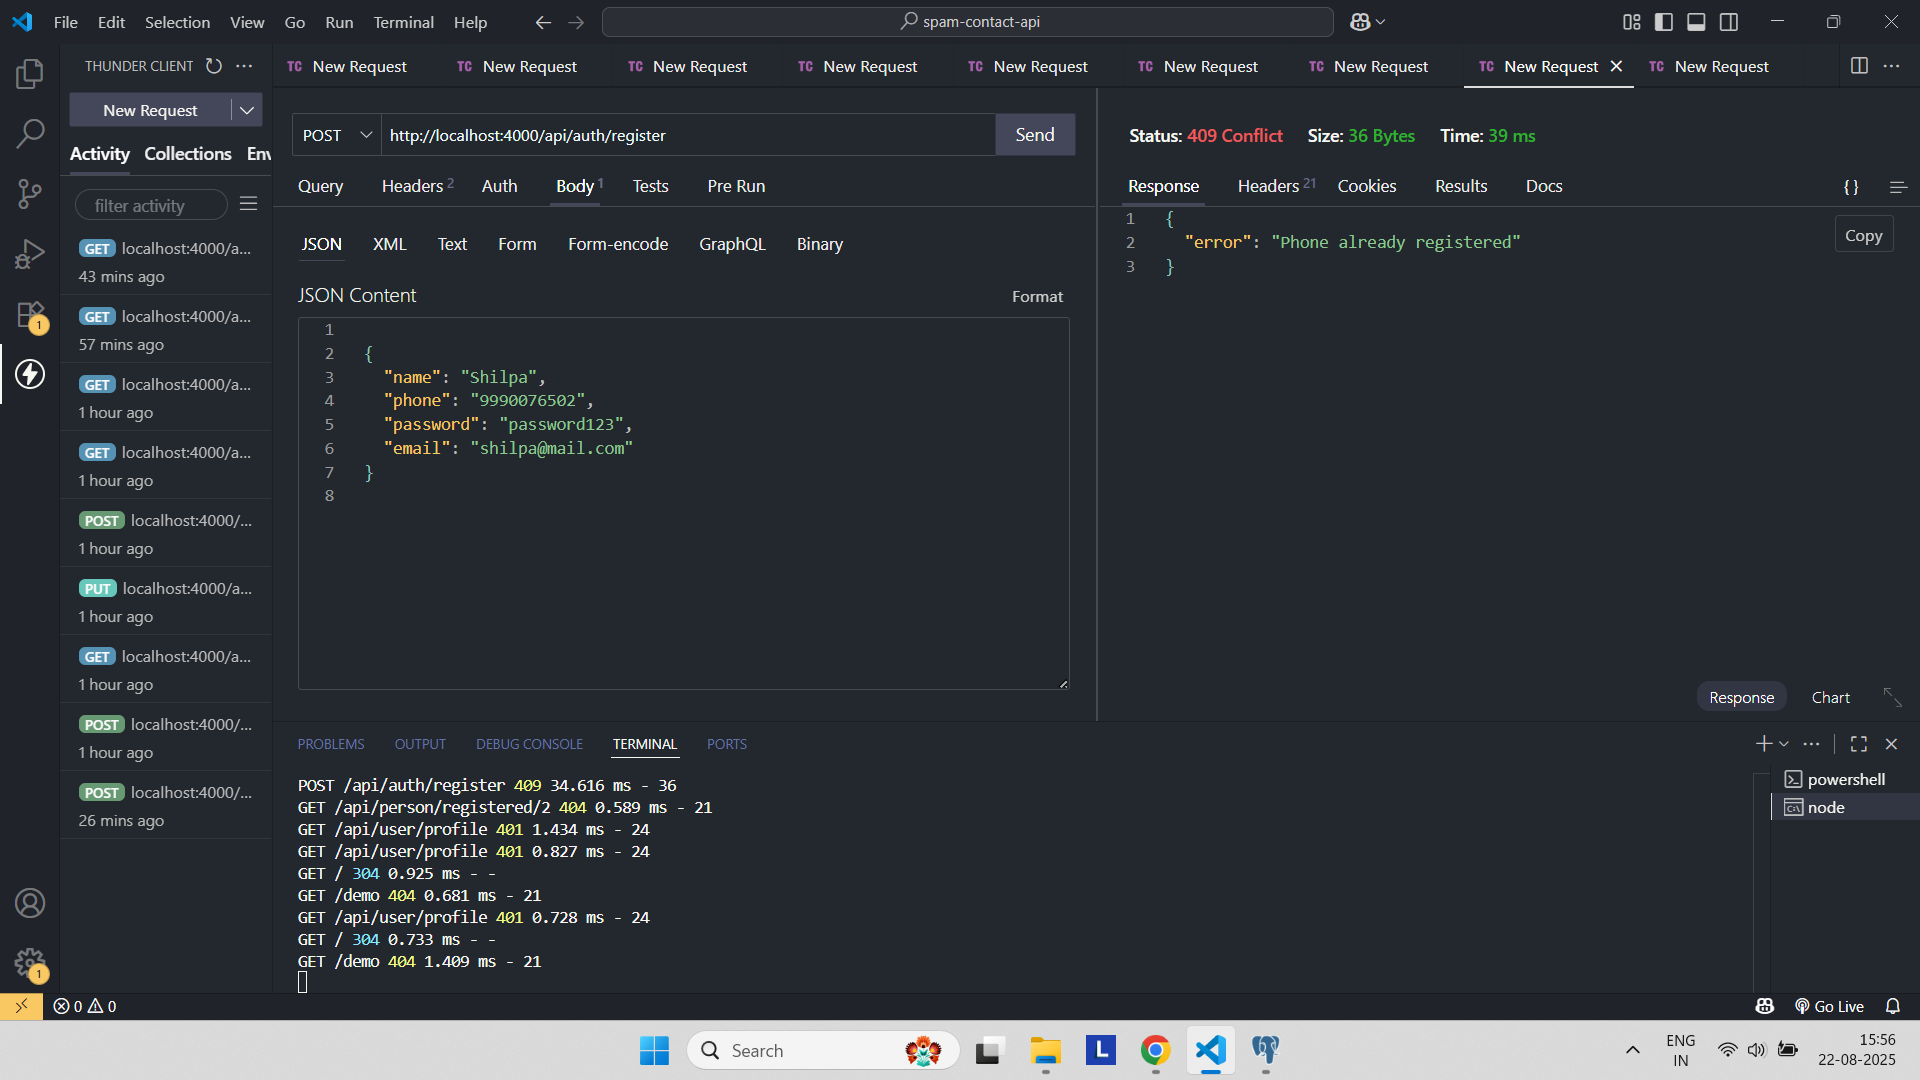 File Edit Selection View Go Run Terminal Help
spam-contact-api
THUNDER CLIENT
New Request
Activity Collections Env
filter activity
GET localhost:4000/a...
43 mins ago
GET localhost:4000/a...
57 mins ago
GET localhost:4000/a...
1 hour ago
GET localhost:4000/a...
1 hour ago
POST localhost:4000/...
1 hour ago
PUT localhost:4000/a...
1 hour ago
GET localhost:4000/a...
1 hour ago
POST localhost:4000/...
1 hour ago
POST localhost:4000/...
26 mins ago
TC New Request TC New Request TC New Request TC New Request TC New Request TC New Request TC New Request TC New Request TC New Request
POST http://localhost:4000/api/auth/register Send
Query Headers 2 Auth Body 1 Tests Pre Run
JSON XML Text Form Form-encode GraphQL Binary
JSON Content Format
1
2 {
3 "name": "Shilpa",
4 "phone": "9990076502",
5 "password": "password123",
6 "email": "shilpa@mail.com"
7 }
8
Status: 409 Conflict Size: 36 Bytes Time: 39 ms
Response Headers 21 Cookies Results Docs {}
1 {
2 "error": "Phone already registered"
3 }
Copy
Response Chart
PROBLEMS OUTPUT DEBUG CONSOLE TERMINAL PORTS
POST /api/auth/register 409 34.616 ms - 36
GET /api/person/registered/2 404 0.589 ms - 21
GET /api/user/profile 401 1.434 ms - 24
GET /api/user/profile 401 0.827 ms - 24
GET / 304 0.925 ms - -
GET /demo 404 0.681 ms - 21
GET /api/user/profile 401 0.728 ms - 24
GET / 304 0.733 ms - -
GET /demo 404 1.409 ms - 21
powershell
node
1
1
0 0
Go Live
Search
L
ENG
IN
15:56
22-08-2025